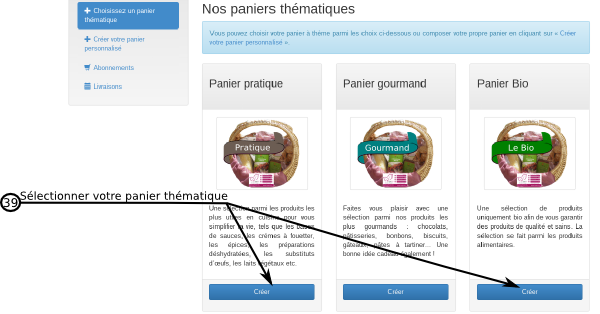 Choisissez un panier
thématique
Créer votre panier
personnalisé
Abonnements
Livraisons
Nos paniers thématiques
Vous pouvez choisir votre panier à thème parmi les choix ci-dessous ou composer votre propre panier en cliquant sur « Créer
votre panier personnalisé ».
Panier pratique
Pratique
39 Sélectionner votre panier thématique
Une sélection parmi les produits les
plus utiles en cuisine pour vous
simplifier la vie, tels que les bases
de sauces, les crèmes à fouetter,
les épices, les préparations
déshydratées, les substituts
d'œufs, les laits végétaux etc.
Créer
Panier gourmand
Gourmand
Faites vous plaisir avec une
sélection parmi nos produits les
plus gourmands : chocolats,
pâtisseries, bonbons, biscuits,
gâteaux, pâtes à tartiner... Une
bonne idée cadeau également !
Créer
Panier Bio
Le Bio
Une sélection de produits
uniquement bio afin de vous garantir
des produits de qualité et sains. La
sélection se fait parmi les produits
alimentaires.
Créer